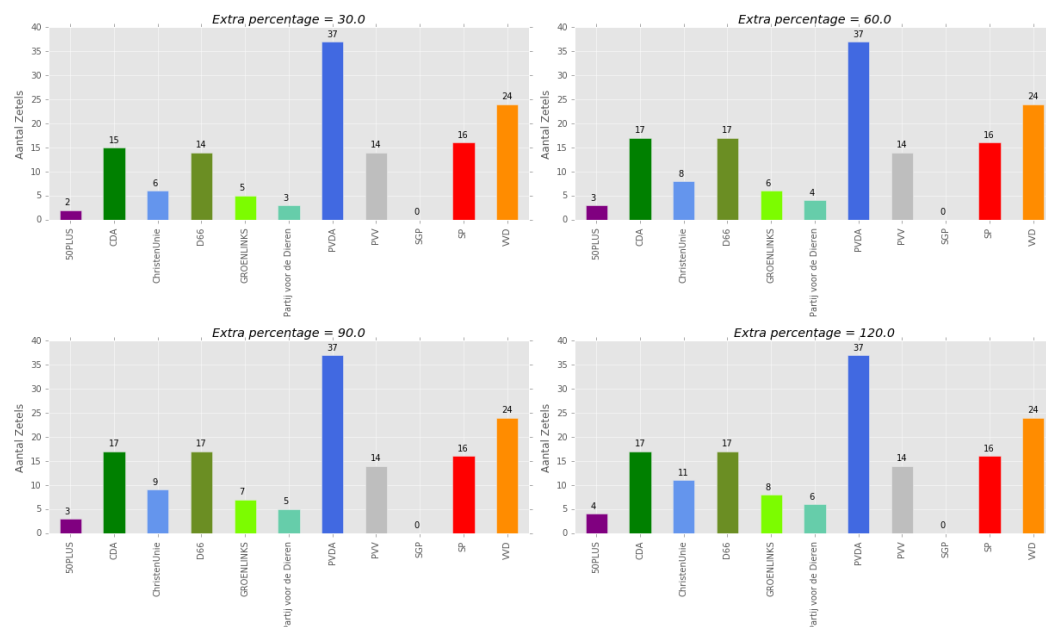 Extra percentage = 30.0
Aantal Zetels
40
35
30
25
20
15
10
5
0
2
15
6
14
5
3
37
14
0
16
24
50PLUS
CDA
ChristenUnie
D66
GROENLINKS
Partij voor de Dieren
PVDA
PVV
SGP
SP
VVD
Extra percentage = 60.0
Aantal Zetels
40
35
30
25
20
15
10
5
0
3
17
8
17
6
4
37
14
0
16
24
50PLUS
CDA
ChristenUnie
D66
GROENLINKS
Partij voor de Dieren
PVDA
PVV
SGP
SP
VVD
Extra percentage = 90.0
Aantal Zetels
40
35
30
25
20
15
10
5
0
3
17
9
17
7
5
37
14
0
16
24
50PLUS
CDA
ChristenUnie
D66
GROENLINKS
Partij voor de Dieren
PVDA
PVV
SGP
SP
VVD
Extra percentage = 120.0
Aantal Zetels
40
35
30
25
20
15
10
5
0
4
17
11
17
8
6
37
14
0
16
24
50PLUS
CDA
ChristenUnie
D66
GROENLINKS
Partij voor de Dieren
PVDA
PVV
SGP
SP
VVD